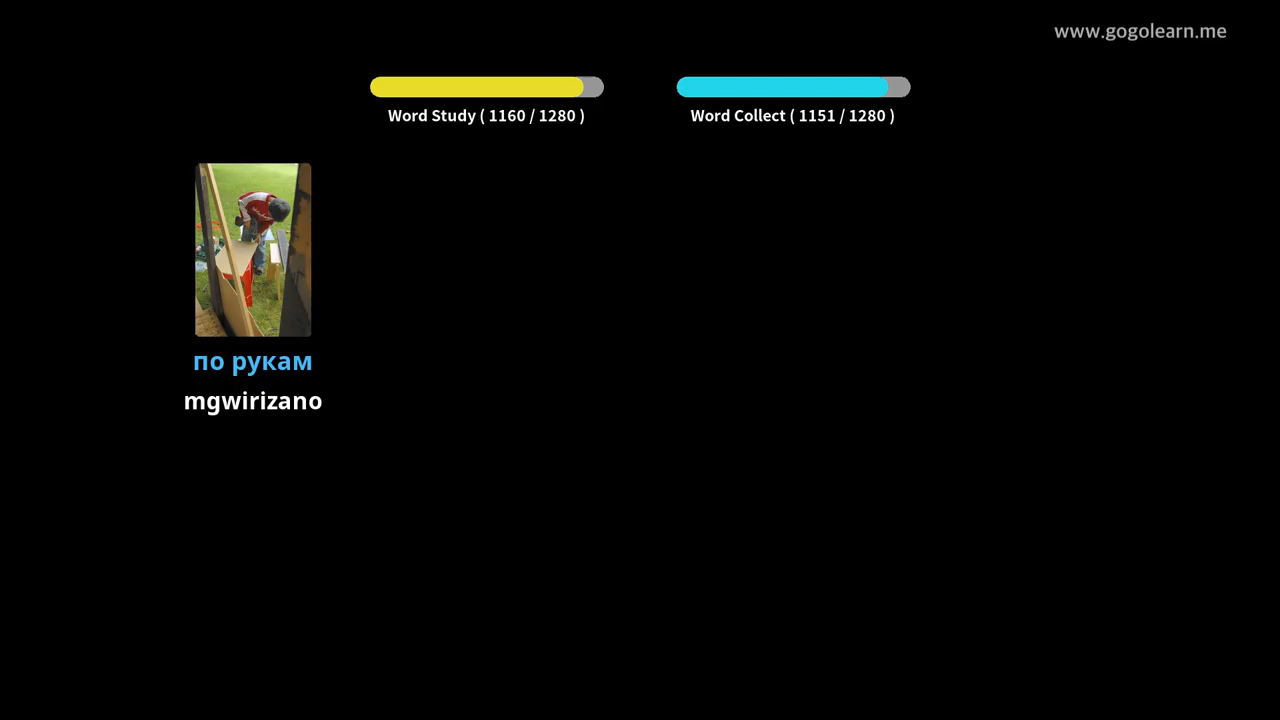 www.gogolearn.me
Word Study ( 1160 / 1280 )
Word Collect ( 1151 / 1280 )
по рукам
mgwirizano